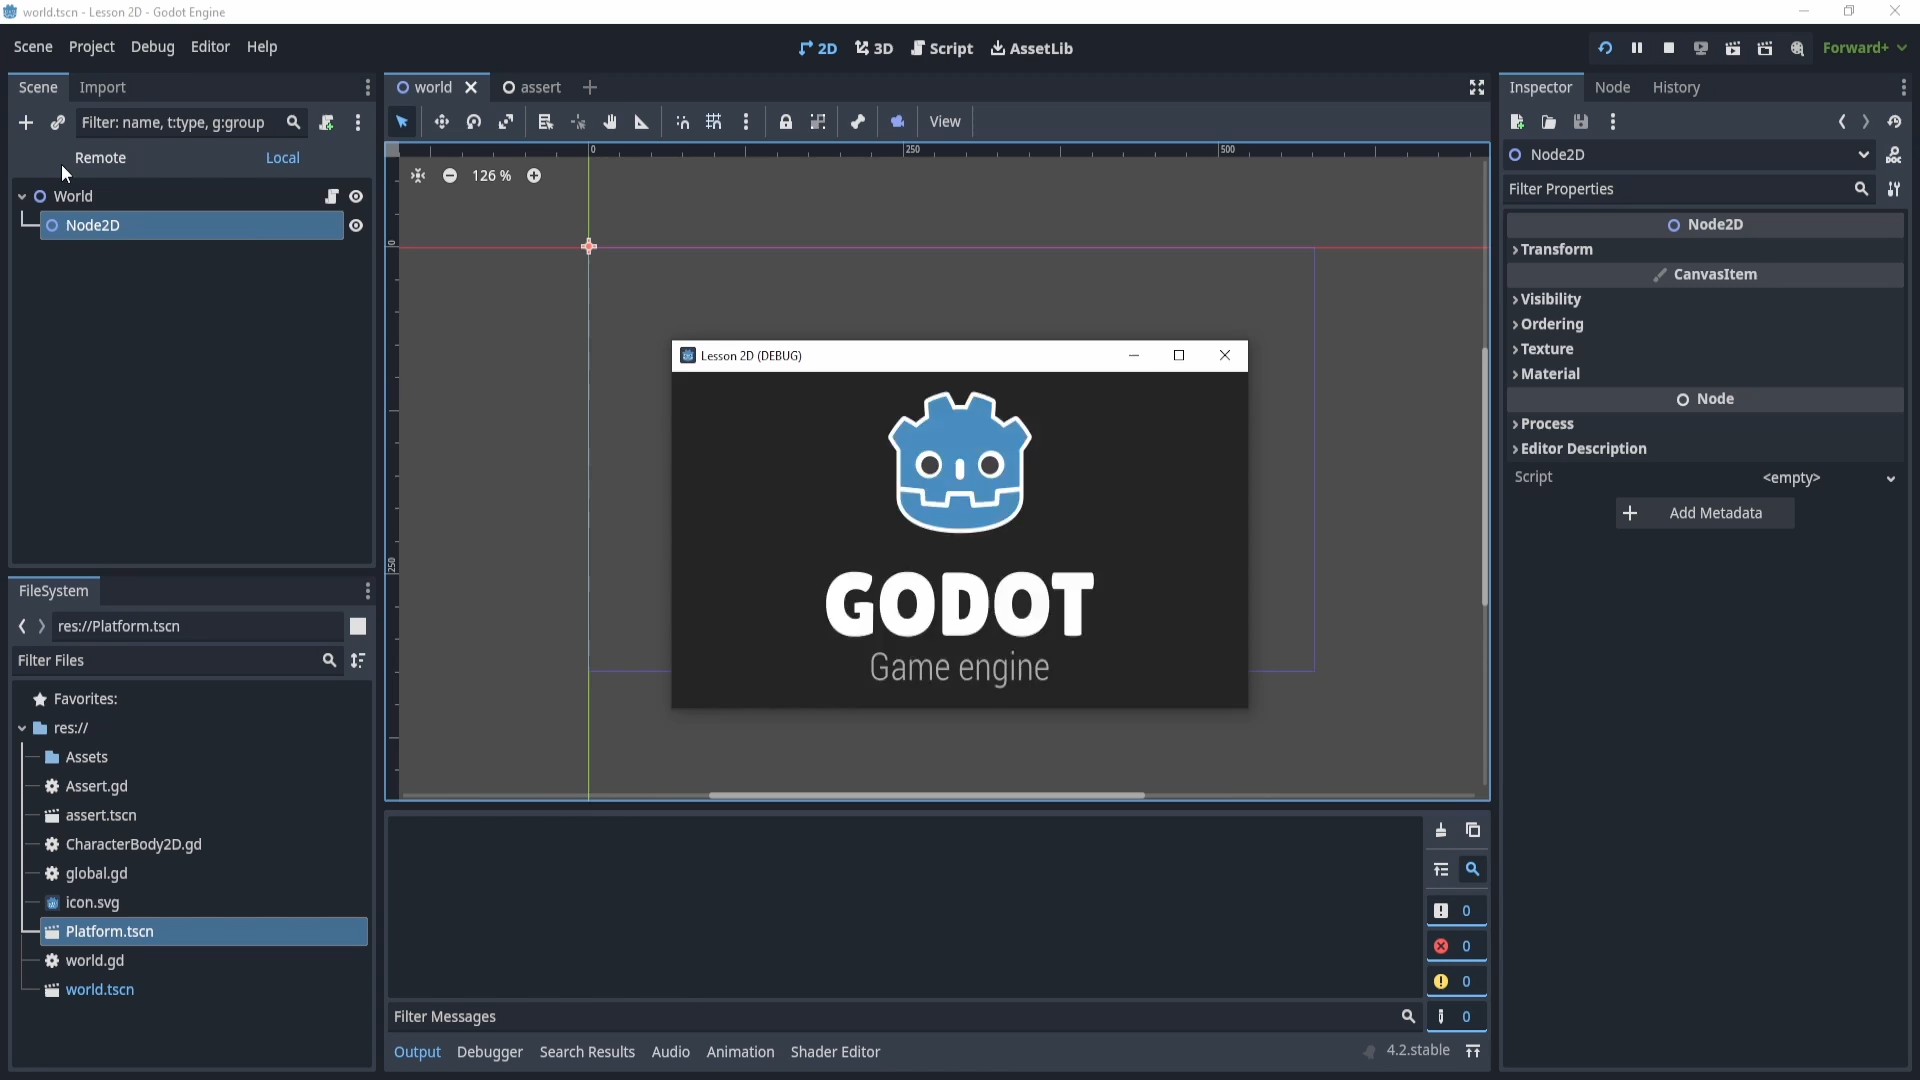 world.tscn - Lesson 2D - Godot Engine
Scene Project Debug Editor Help
2D 3D Script AssetLib
Forward+
Scene Import
world assert
Inspector Node History
Filter: name, t:type, g:group
View
Remote Local
World
Node2D
0 250 500
126 %
0
250
Node2D
Filter Properties
Node2D
Transform
CanvasItem
Visibility
Ordering
Texture
Material
Node
Process
Editor Description
Script <empty>
Add Metadata
Lesson 2D (DEBUG)
GODOT
Game engine
FileSystem
res://Platform.tscn
Filter Files
Favorites:
res://
Assets
Assert.gd
assert.tscn
CharacterBody2D.gd
global.gd
icon.svg
Platform.tscn
world.gd
world.tscn
0
0
0
0
Filter Messages
Output Debugger Search Results Audio Animation Shader Editor
4.2.stable